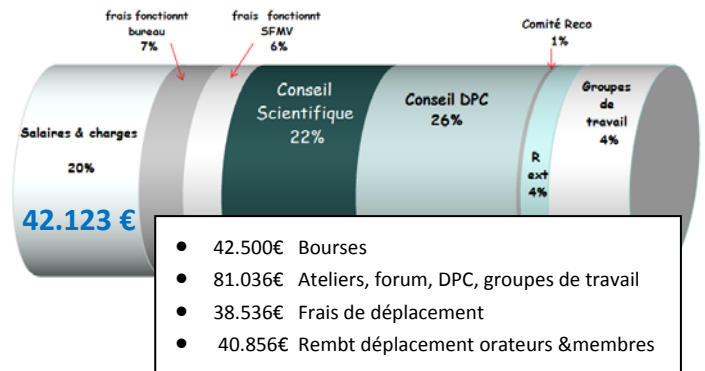 frais fonctionnt
bureau
7%
frais fonctionnt
SFMV
6%
Comité Reco
1%
Salaires & charges
20%
42.123 €
Conseil
Scientifique
22%
Conseil DPC
26%
R
ext
4%
Groupes
de
travail
4%
• 42.500€ Bourses
• 81.036€ Ateliers, forum, DPC, groupes de travail
• 38.536€ Frais de déplacement
• 40.856€ Rembt déplacement orateurs &membres